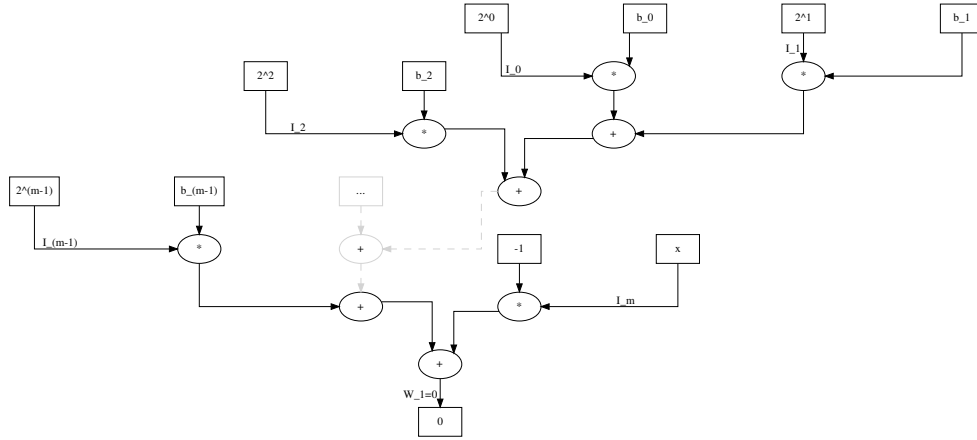 2^0
b_0
2^1
b_1
I_1
2^2
b_2
I_0
*
*
I_2
*
+
2^(m-1)
b_(m-1)
...
+
I_(m-1)
*
+
-1
x
+
*
I_m
+
W_1=0
0